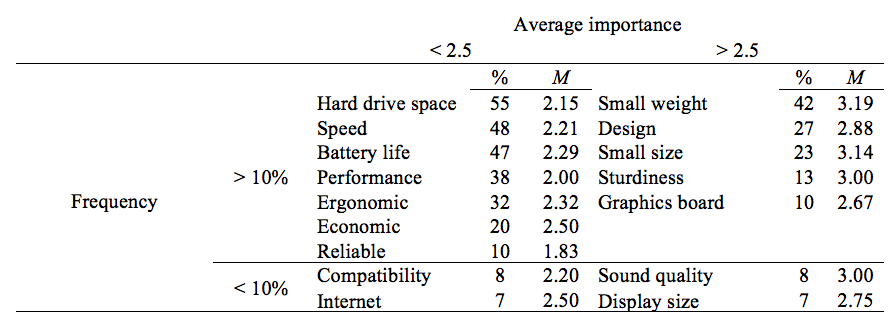 Average importance
< 2.5 > 2.5
% M % M
Hard drive space 55 2.15 Small weight 42 3.19
Speed 48 2.21 Design 27 2.88
Battery life 47 2.29 Small size 23 3.14
> 10% Performance 38 2.00 Sturdiness 13 3.00
Frequency Ergonomic 32 2.32 Graphics board 10 2.67
Economic 20 2.50
Reliable 10 1.83
Compatibility 8 2.20 Sound quality 8 3.00
< 10%
Internet 7 2.50 Display size 7 2.75